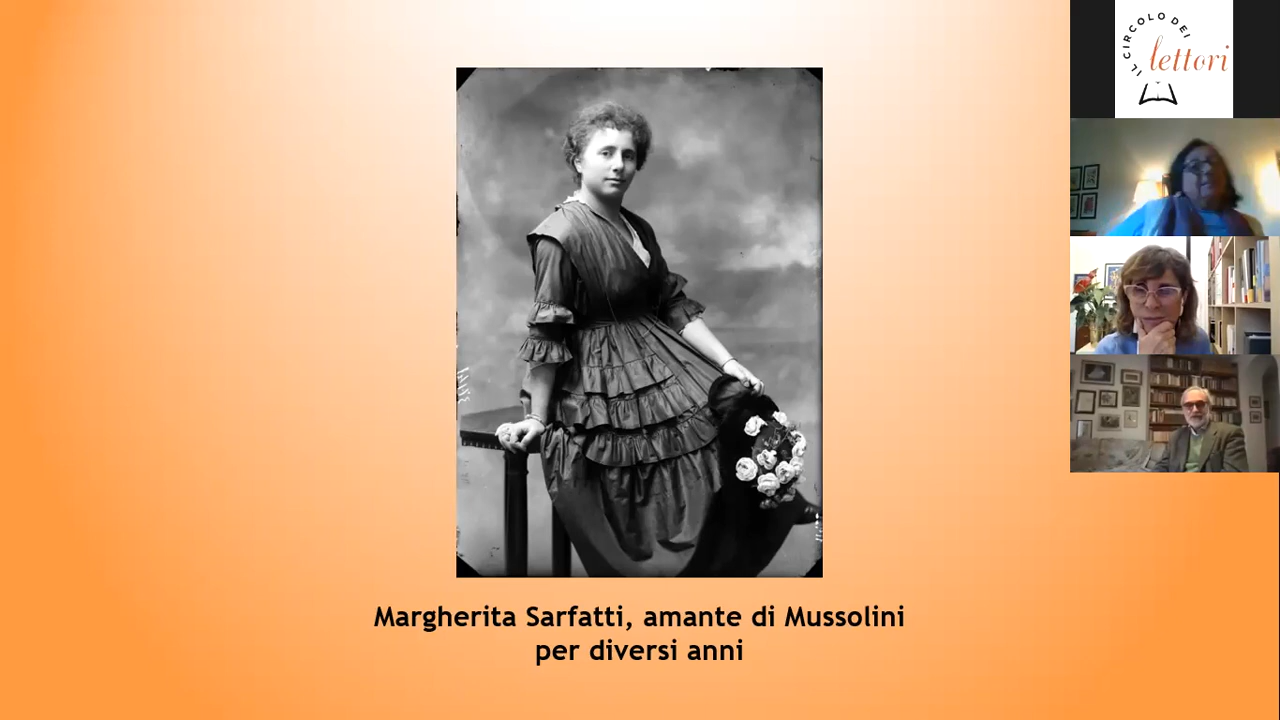 IL CIRCOLO DEI
lettori
Margherita Sarfatti, amante di Mussolini
per diversi anni